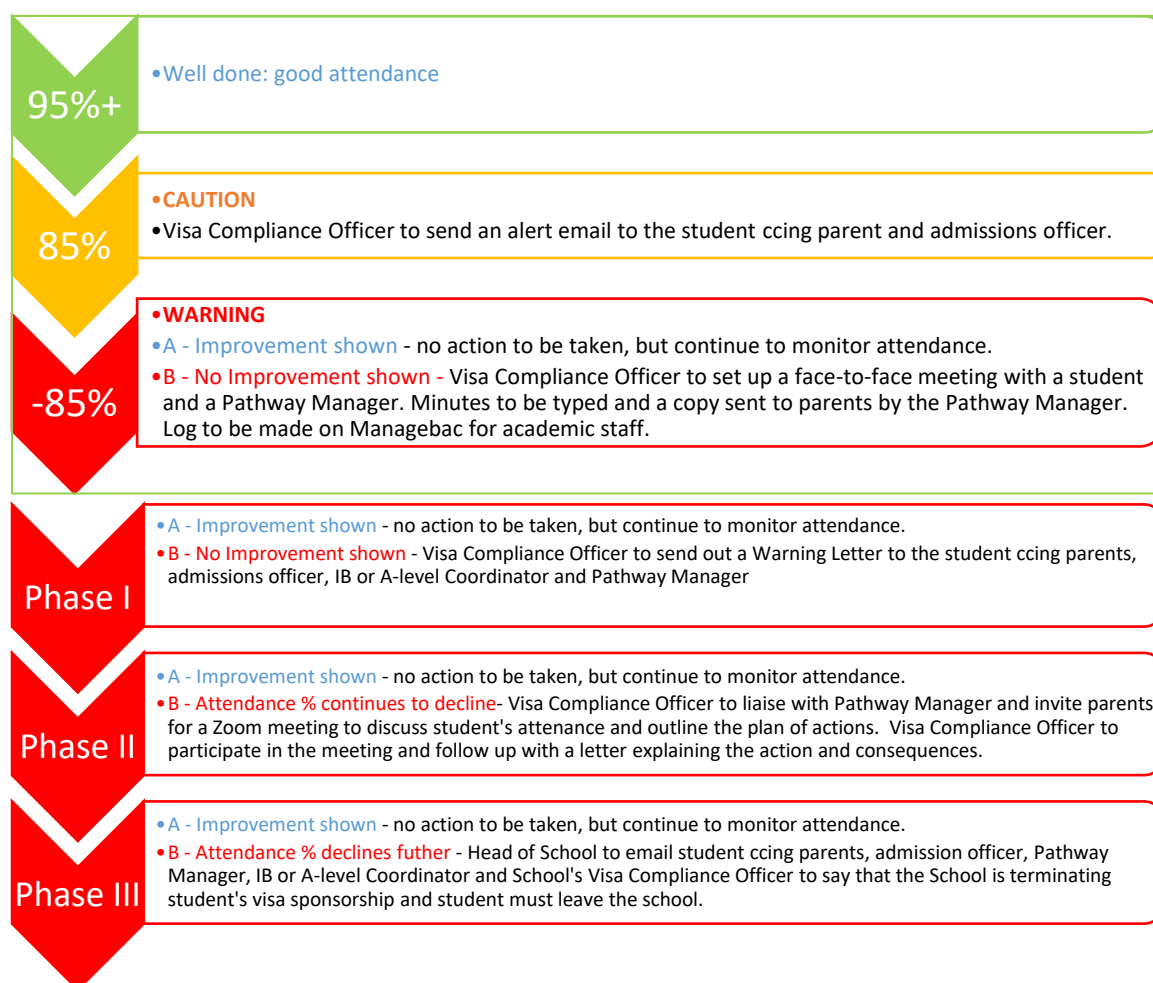 95%+
•Well done: good attendance
85%
•CAUTION
•Visa Compliance Officer to send an alert email to the student ccing parent and admissions officer.
-85%
•WARNING
•A - Improvement shown - no action to be taken, but continue to monitor attendance.
•B - No Improvement shown - Visa Compliance Officer to set up a face-to-face meeting with a student
and a Pathway Manager. Minutes to be typed and a copy sent to parents by the Pathway Manager.
Log to be made on Managebac for academic staff.
Phase I
•A - Improvement shown - no action to be taken, but continue to monitor attendance.
•B - No Improvement shown - Visa Compliance Officer to send out a Warning Letter to the student ccing parents,
admissions officer, IB or A-level Coordinator and Pathway Manager
Phase II
•A - Improvement shown - no action to be taken, but continue to monitor attendance.
•B - Attendance % continues to decline- Visa Compliance Officer to liaise with Pathway Manager and invite parents
for a Zoom meeting to discuss student's attenance and outline the plan of actions. Visa Compliance Officer to
participate in the meeting and follow up with a letter explaining the action and consequences.
Phase III
•A - Improvement shown - no action to be taken, but continue to monitor attendance.
•B - Attendance % declines futher - Head of School to email student ccing parents, admission officer, Pathway
Manager, IB or A-level Coordinator and School's Visa Compliance Officer to say that the School is terminating
student's visa sponsorship and student must leave the school.